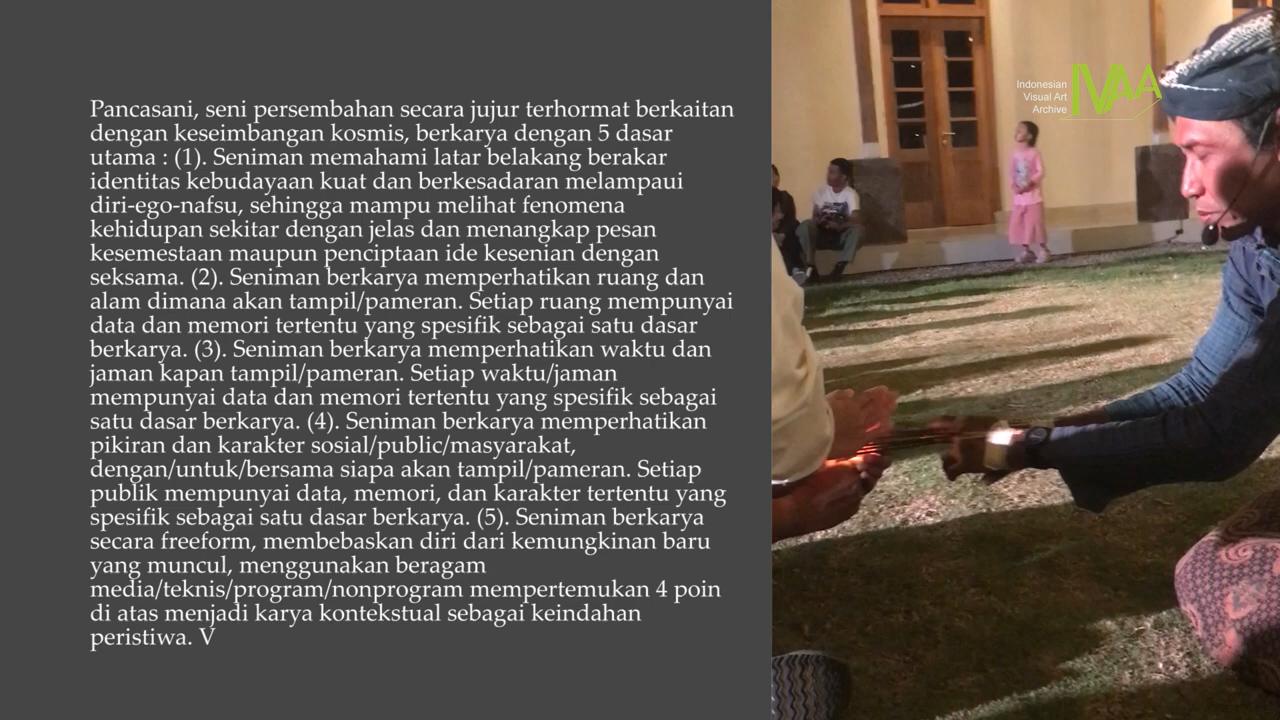 Pancasani, seni persembahan secara jujur terhormat berkaitan
dengan keseimbangan kosmis, berkarya dengan 5 dasar
utama : (1). Seniman memahami latar belakang berakar
identitas kebudayaan kuat dan berkesadaran melampaui
diri-ego-nafsu, sehingga mampu melihat fenomena
kehidupan sekitar dengan jelas dan menangkap pesan
kesemestaan maupun penciptaan ide kesenian dengan
seksama. (2). Seniman berkarya memperhatikan ruang dan
alam dimana akan tampil/pameran. Setiap ruang mempunyai
data dan memori tertentu yang spesifik sebagai satu dasar
berkarya. (3). Seniman berkarya memperhatikan waktu dan
jaman kapan tampil/pameran. Setiap waktu/jaman
mempunyai data dan memori tertentu yang spesifik sebagai
satu dasar berkarya. (4). Seniman berkarya memperhatikan
pikiran dan karakter sosial/public/masyarakat,
dengan/untuk/bersama siapa akan tampil/pameran. Setiap
publik mempunyai data, memori, dan karakter tertentu yang
spesifik sebagai satu dasar berkarya. (5). Seniman berkarya
secara freeform, membebaskan diri dari kemungkinan baru
yang muncul, menggunakan beragam
media/teknis/program/nonprogram mempertemukan 4 poin
di atas menjadi karya kontekstual sebagai keindahan
peristiwa. V
Indonesian
Visual Art
Archive
IVAA